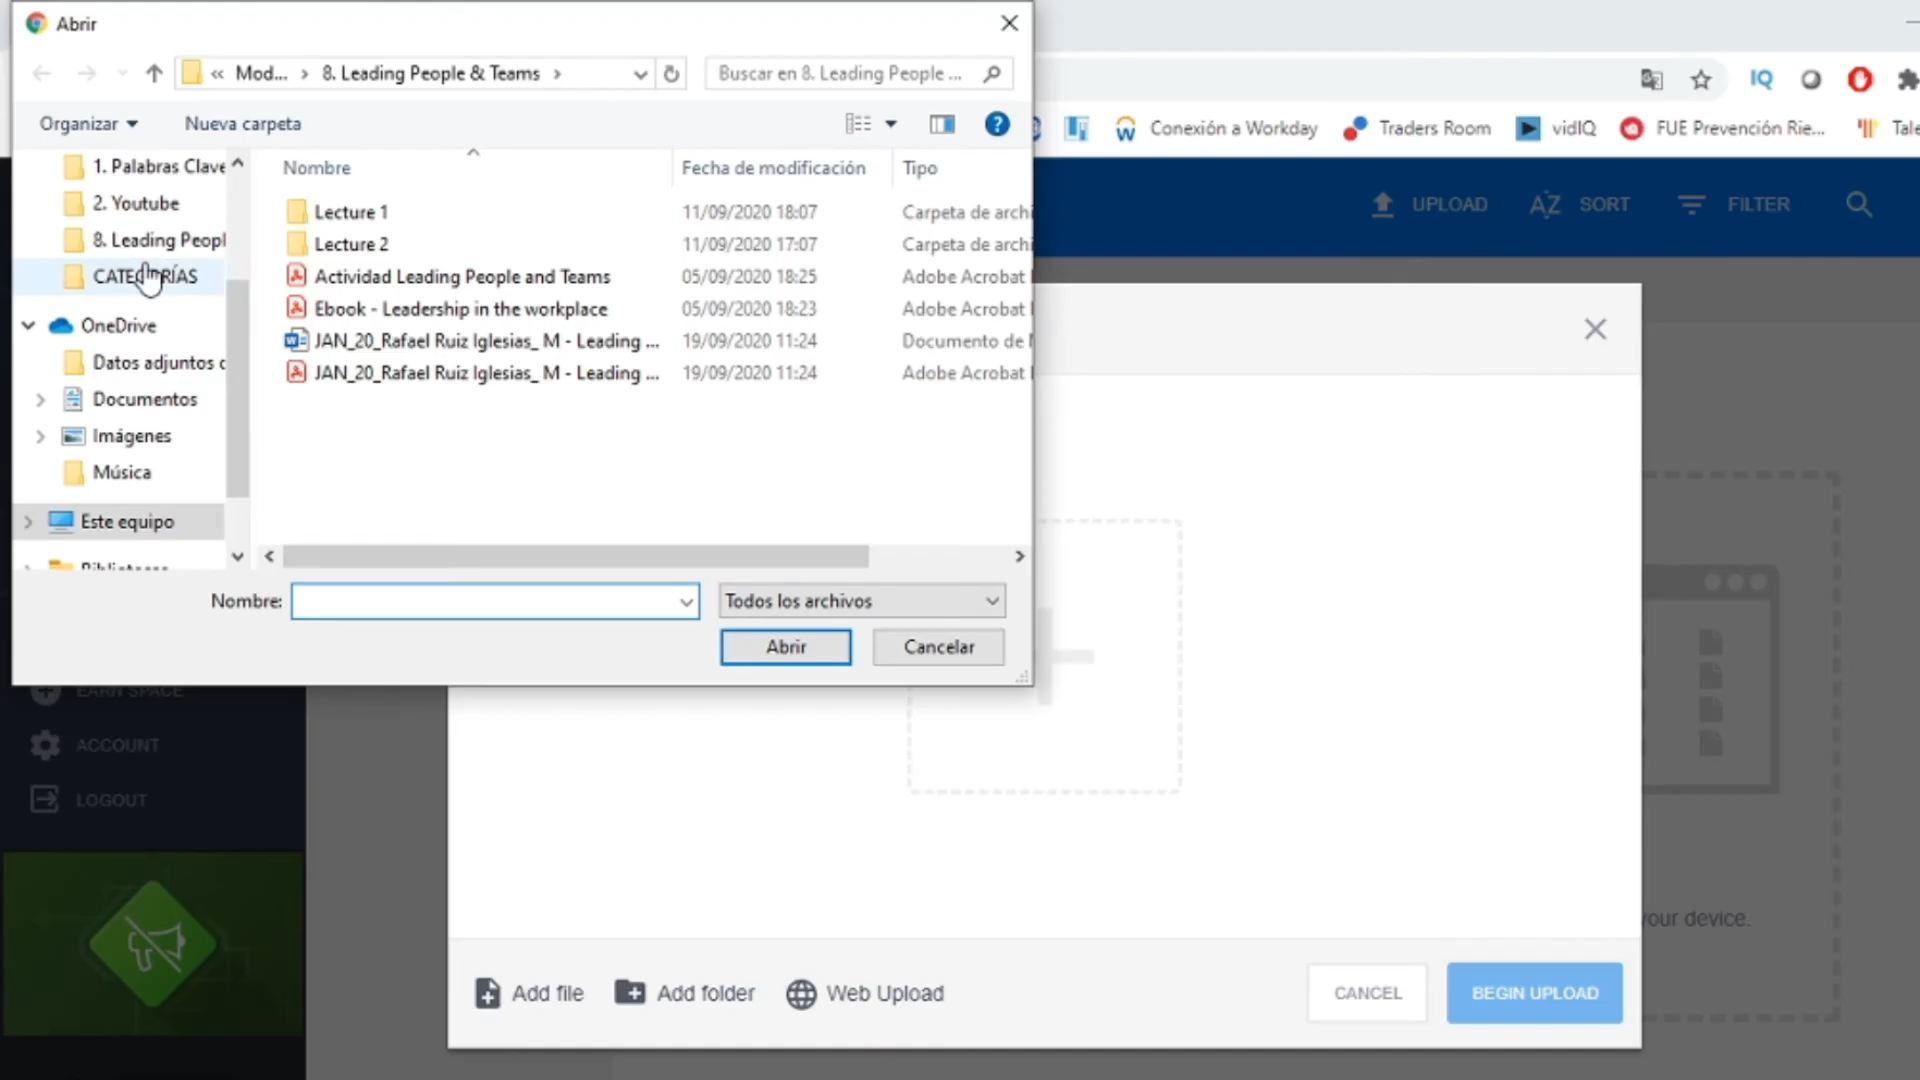 Abrir
« Mod... › 8. Leading People & Teams ›
Buscar en 8. Leading People ...
Organizar
Nueva carpeta
Conexión a Workday
Traders Room
vidIQ
FUE Prevención Rie...
Tale
1. Palabras Clave
2. Youtube
8. Leading Peopl
CATEGORÍAS
OneDrive
Datos adjuntos
Documentos
Imágenes
Música
Este equipo
Bibliotecas
Nombre Fecha de modificación Tipo
Lecture 1 11/09/2020 18:07 Carpeta de archi
Lecture 2 11/09/2020 17:07 Carpeta de archi
Actividad Leading People and Teams 05/09/2020 18:25 Adobe Acrobat
Ebook - Leadership in the workplace 05/09/2020 18:23 Adobe Acrobat
JAN_20_Rafael Ruiz Iglesias_ M - Leading ... 19/09/2020 11:24 Documento de
JAN_20_Rafael Ruiz Iglesias_ M - Leading ... 19/09/2020 11:24 Adobe Acrobat
Nombre:
Todos los archivos
Abrir
Cancelar
UPLOAD
SORT
FILTER
EARN SPACE
ACCOUNT
LOGOUT
your device.
Add file
Add folder
Web Upload
CANCEL
BEGIN UPLOAD